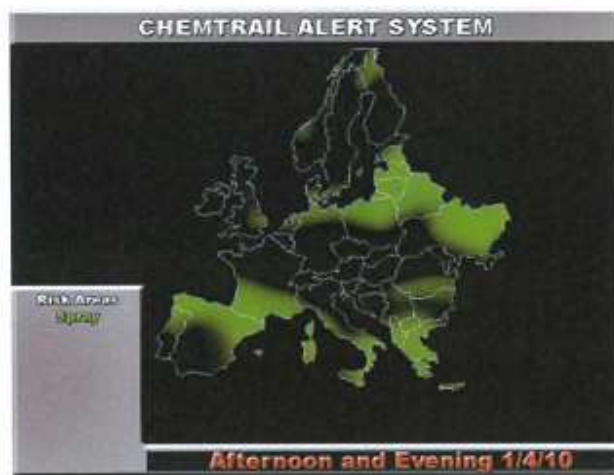 CHEMTRAIL ALERT SYSTEM
Risk Areas
Spray
Afternoon and Evening 1/4/10